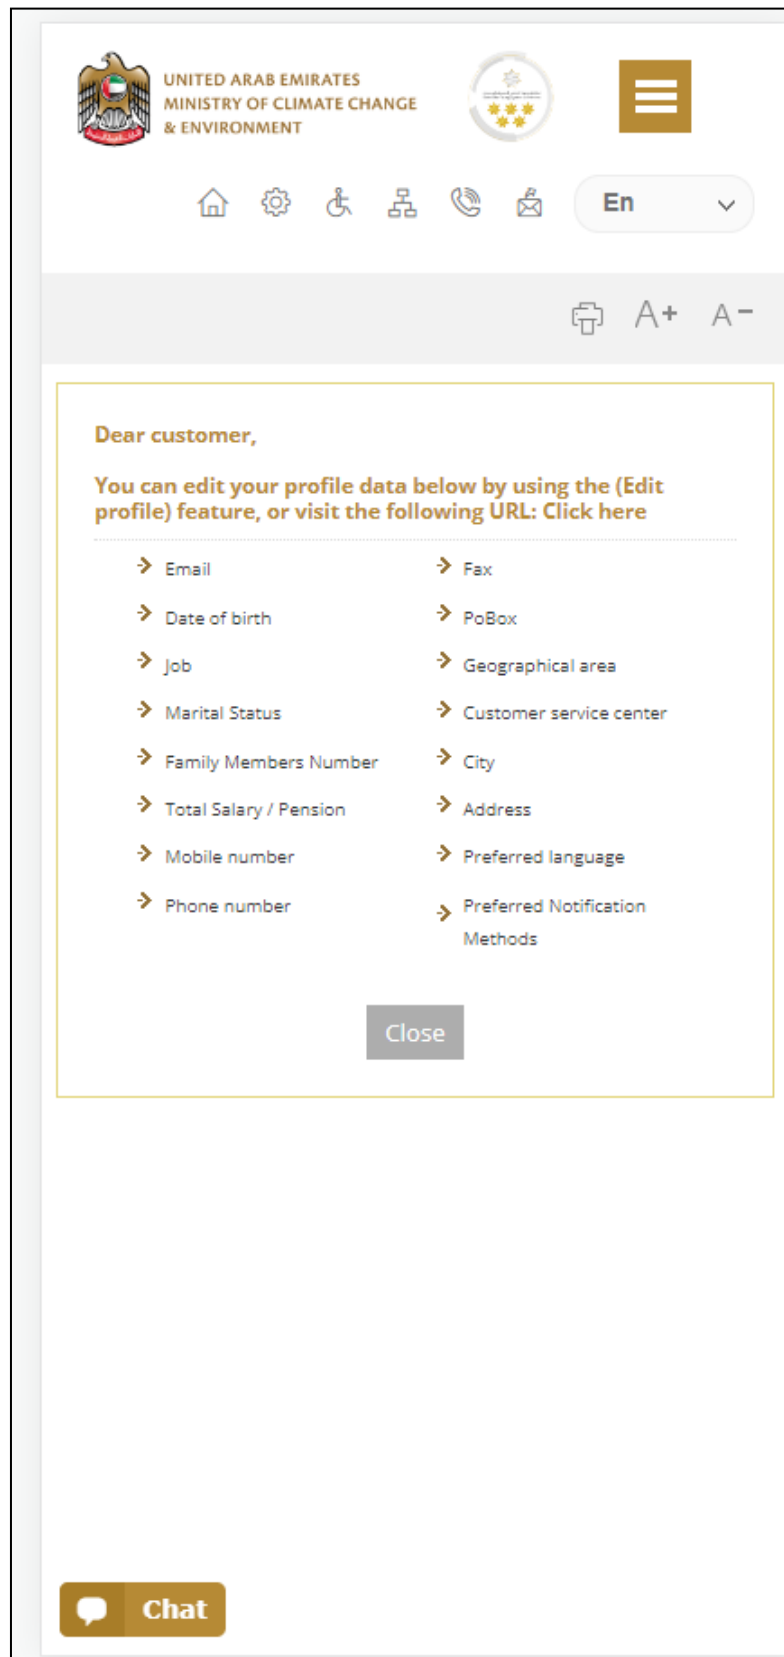 UNITED ARAB EMIRATES
MINISTRY OF CLIMATE CHANGE
& ENVIRONMENT
En
A+ A-
Dear customer,
You can edit your profile data below by using the (Edit
profile) feature, or visit the following URL: Click here
Email
Date of birth
Job
Marital Status
Family Members Number
Total Salary / Pension
Mobile number
Phone number
Fax
PoBox
Geographical area
Customer service center
City
Address
Preferred language
Preferred Notification
Methods
Close
Chat